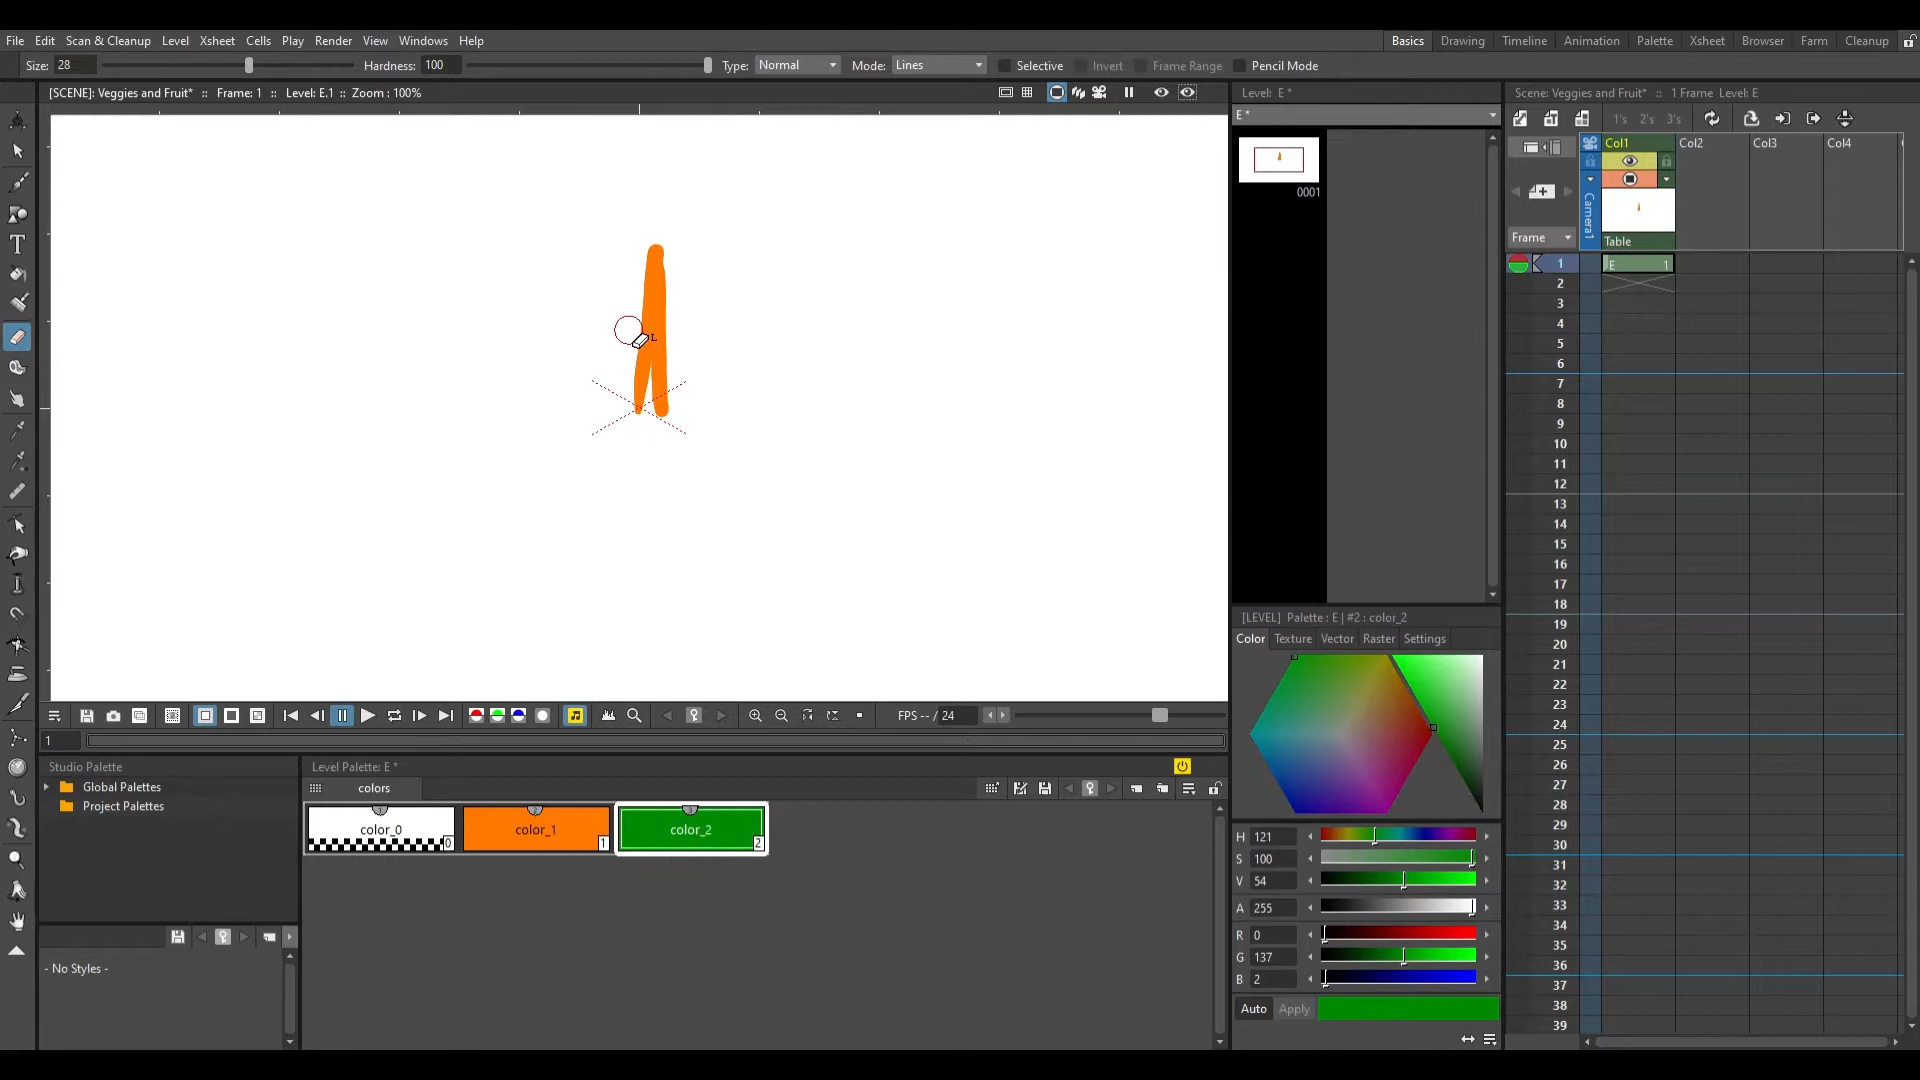 File Edit Scan & Cleanup Level Xsheet Cells Play Render View Windows Help
Basics Drawing Timeline Animation Palette Xsheet Browser Farm Cleanup
Size: 28 Hardness: 100 Type: Normal Mode: Lines Selective Invert Frame Range Pencil Mode
[SCENE]: Veggies and Fruit* :: Frame: 1 :: Level: E.1 :: Zoom : 100%
Level: E *
Scene: Veggies and Fruit* :: 1 Frame Level: E
E *
1's 2's 3's
Col1 Col2 Col3 Col4
0001
Camera1
Frame
Table
1 E 1
2
3
4
5
6
7
8
9
10
11
12
13
14
15
16
17
18
19
20
21
22
23
24
25
26
27
28
29
30
31
32
33
34
35
36
37
38
39
L
[LEVEL] Palette : E | #2 : color_2
Color Texture Vector Raster Settings
FPS -- / 24
1
Studio Palette
Global Palettes
Project Palettes
- No Styles -
Level Palette: E *
colors
color_0 0
color_1 1
color_2 2
H 121
S 100
V 54
A 255
R 0
G 137
B 2
Auto Apply